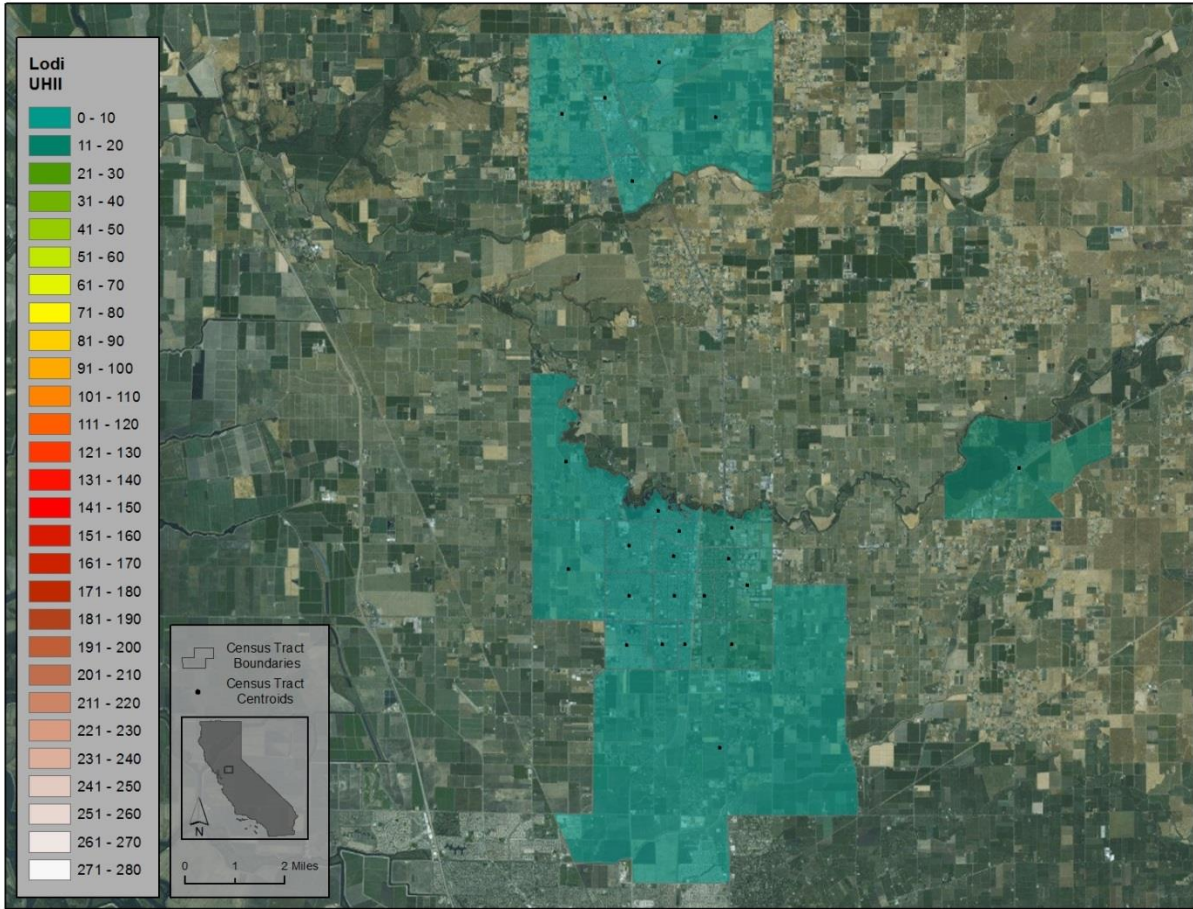 Lodi
UHII
0 - 10
11 - 20
21 - 30
31 - 40
41 - 50
51 - 60
61 - 70
71 - 80
81 - 90
91 - 100
101 - 110
111 - 120
121 - 130
131 - 140
141 - 150
151 - 160
161 - 170
171 - 180
181 - 190
191 - 200
201 - 210
211 - 220
221 - 230
231 - 240
241 - 250
251 - 260
261 - 270
271 - 280
Census Tract
Boundaries
Census Tract
Centroids
N
0 1 2 Miles